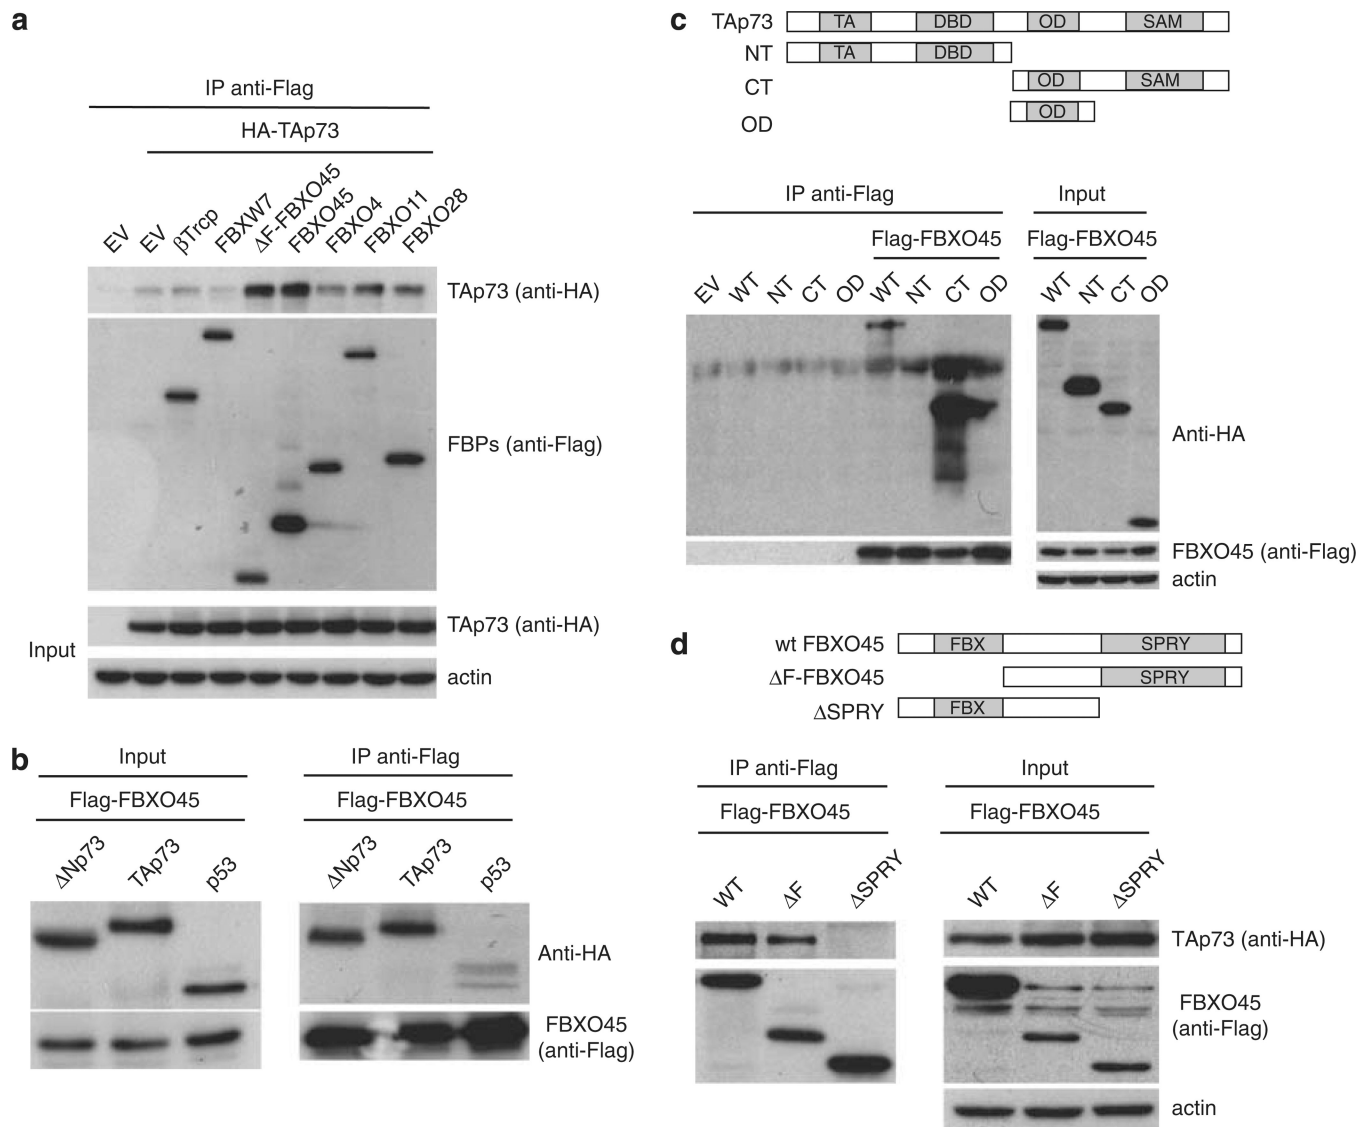 a
IP anti-Flag
HA-TAp73
EV
EV
βTrcp
FBXW7
ΔF-FBXO45
FBXO45
FBXO4
FBXO11
FBXO28
TAp73 (anti-HA)
FBPs (anti-Flag)
TAp73 (anti-HA)
Input
actin
b
Input
IP anti-Flag
Flag-FBXO45
Flag-FBXO45
ΔNp73
TAp73
p53
ΔNp73
TAp73
p53
Anti-HA
FBXO45
(anti-Flag)
c
TAp73
TA
DBD
OD
SAM
NT
TA
DBD
CT
OD
SAM
OD
OD
IP anti-Flag
Input
Flag-FBXO45
Flag-FBXO45
EV
WT
NT
CT
OD
WT
NT
CT
OD
WT
NT
CT
OD
Anti-HA
FBXO45 (anti-Flag)
actin
d
wt FBXO45
FBX
SPRY
ΔF-FBXO45
SPRY
ΔSPRY
FBX
IP anti-Flag
Input
Flag-FBXO45
Flag-FBXO45
WT
ΔF
ΔSPRY
WT
ΔF
ΔSPRY
TAp73 (anti-HA)
FBXO45
(anti-Flag)
actin